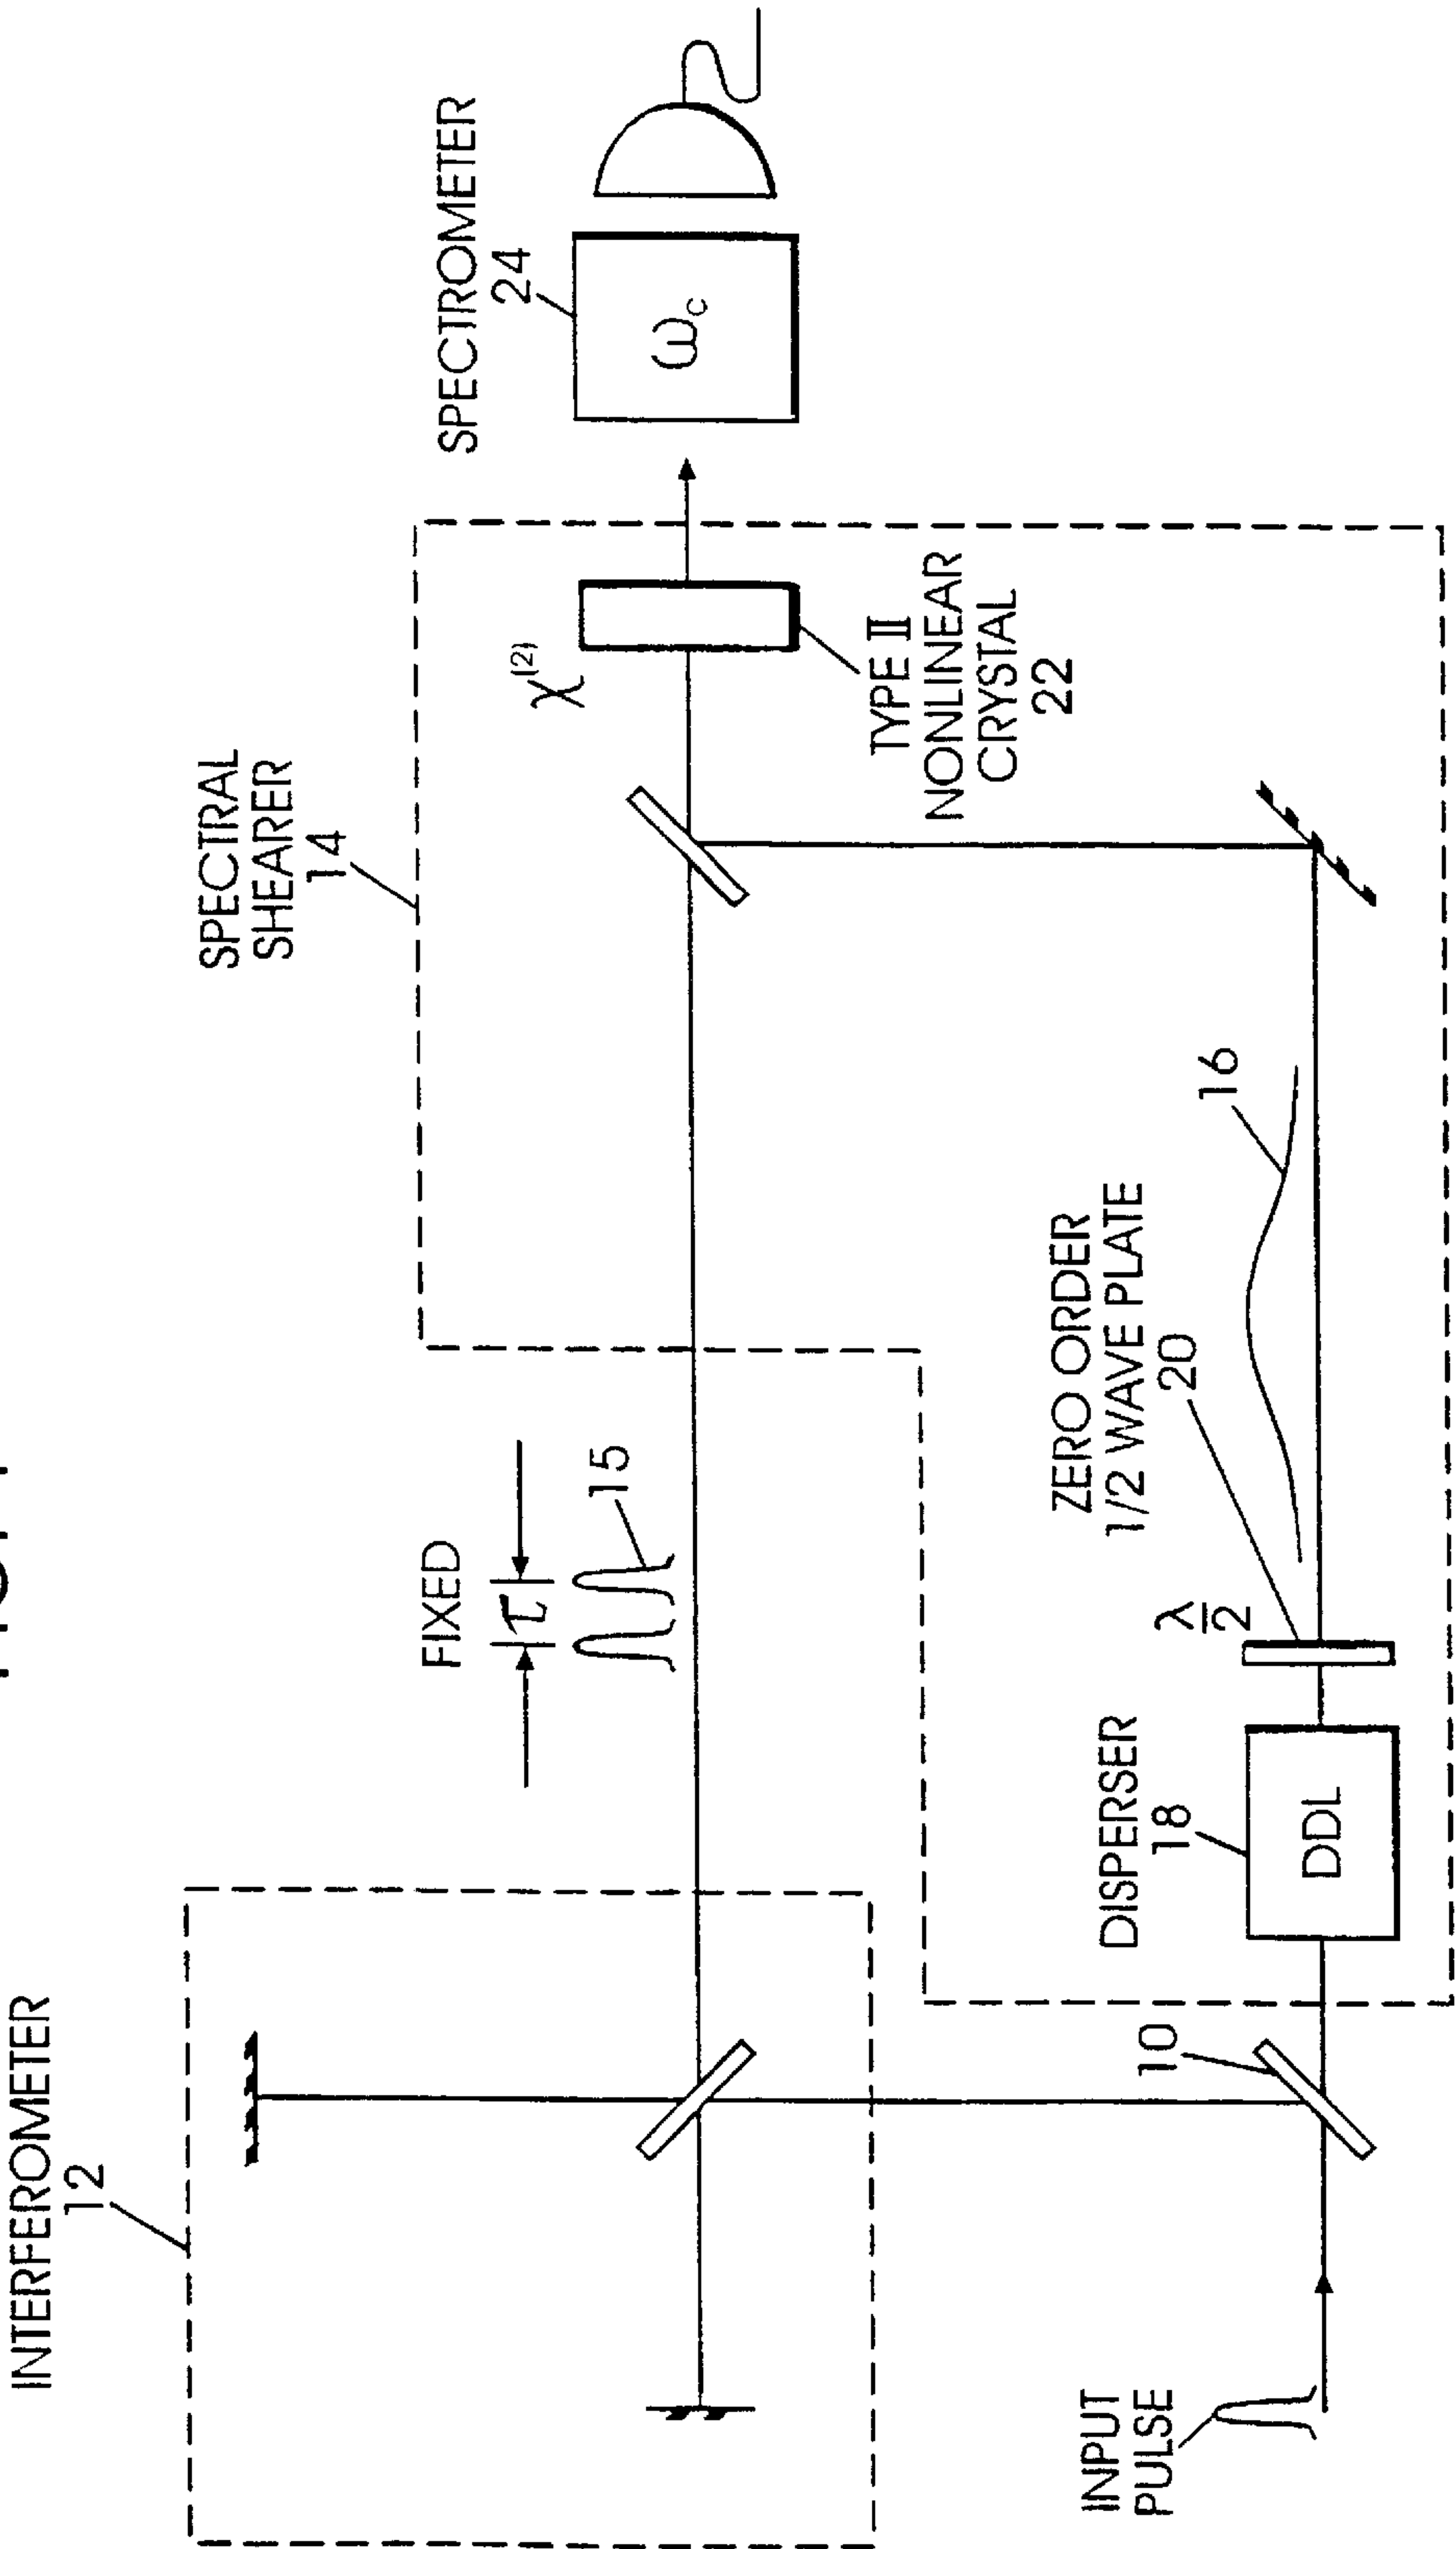 INTERFEROMETER
12
SPECTRAL
SHEARER
14
SPECTROMETER
24
ω_c
FIXED
τ
15
χ^(2)
TYPE II
NONLINEAR
CRYSTAL
22
INPUT
PULSE
10
DISPERSER
18
DDL
λ/2
ZERO ORDER
1/2 WAVE PLATE
20
16